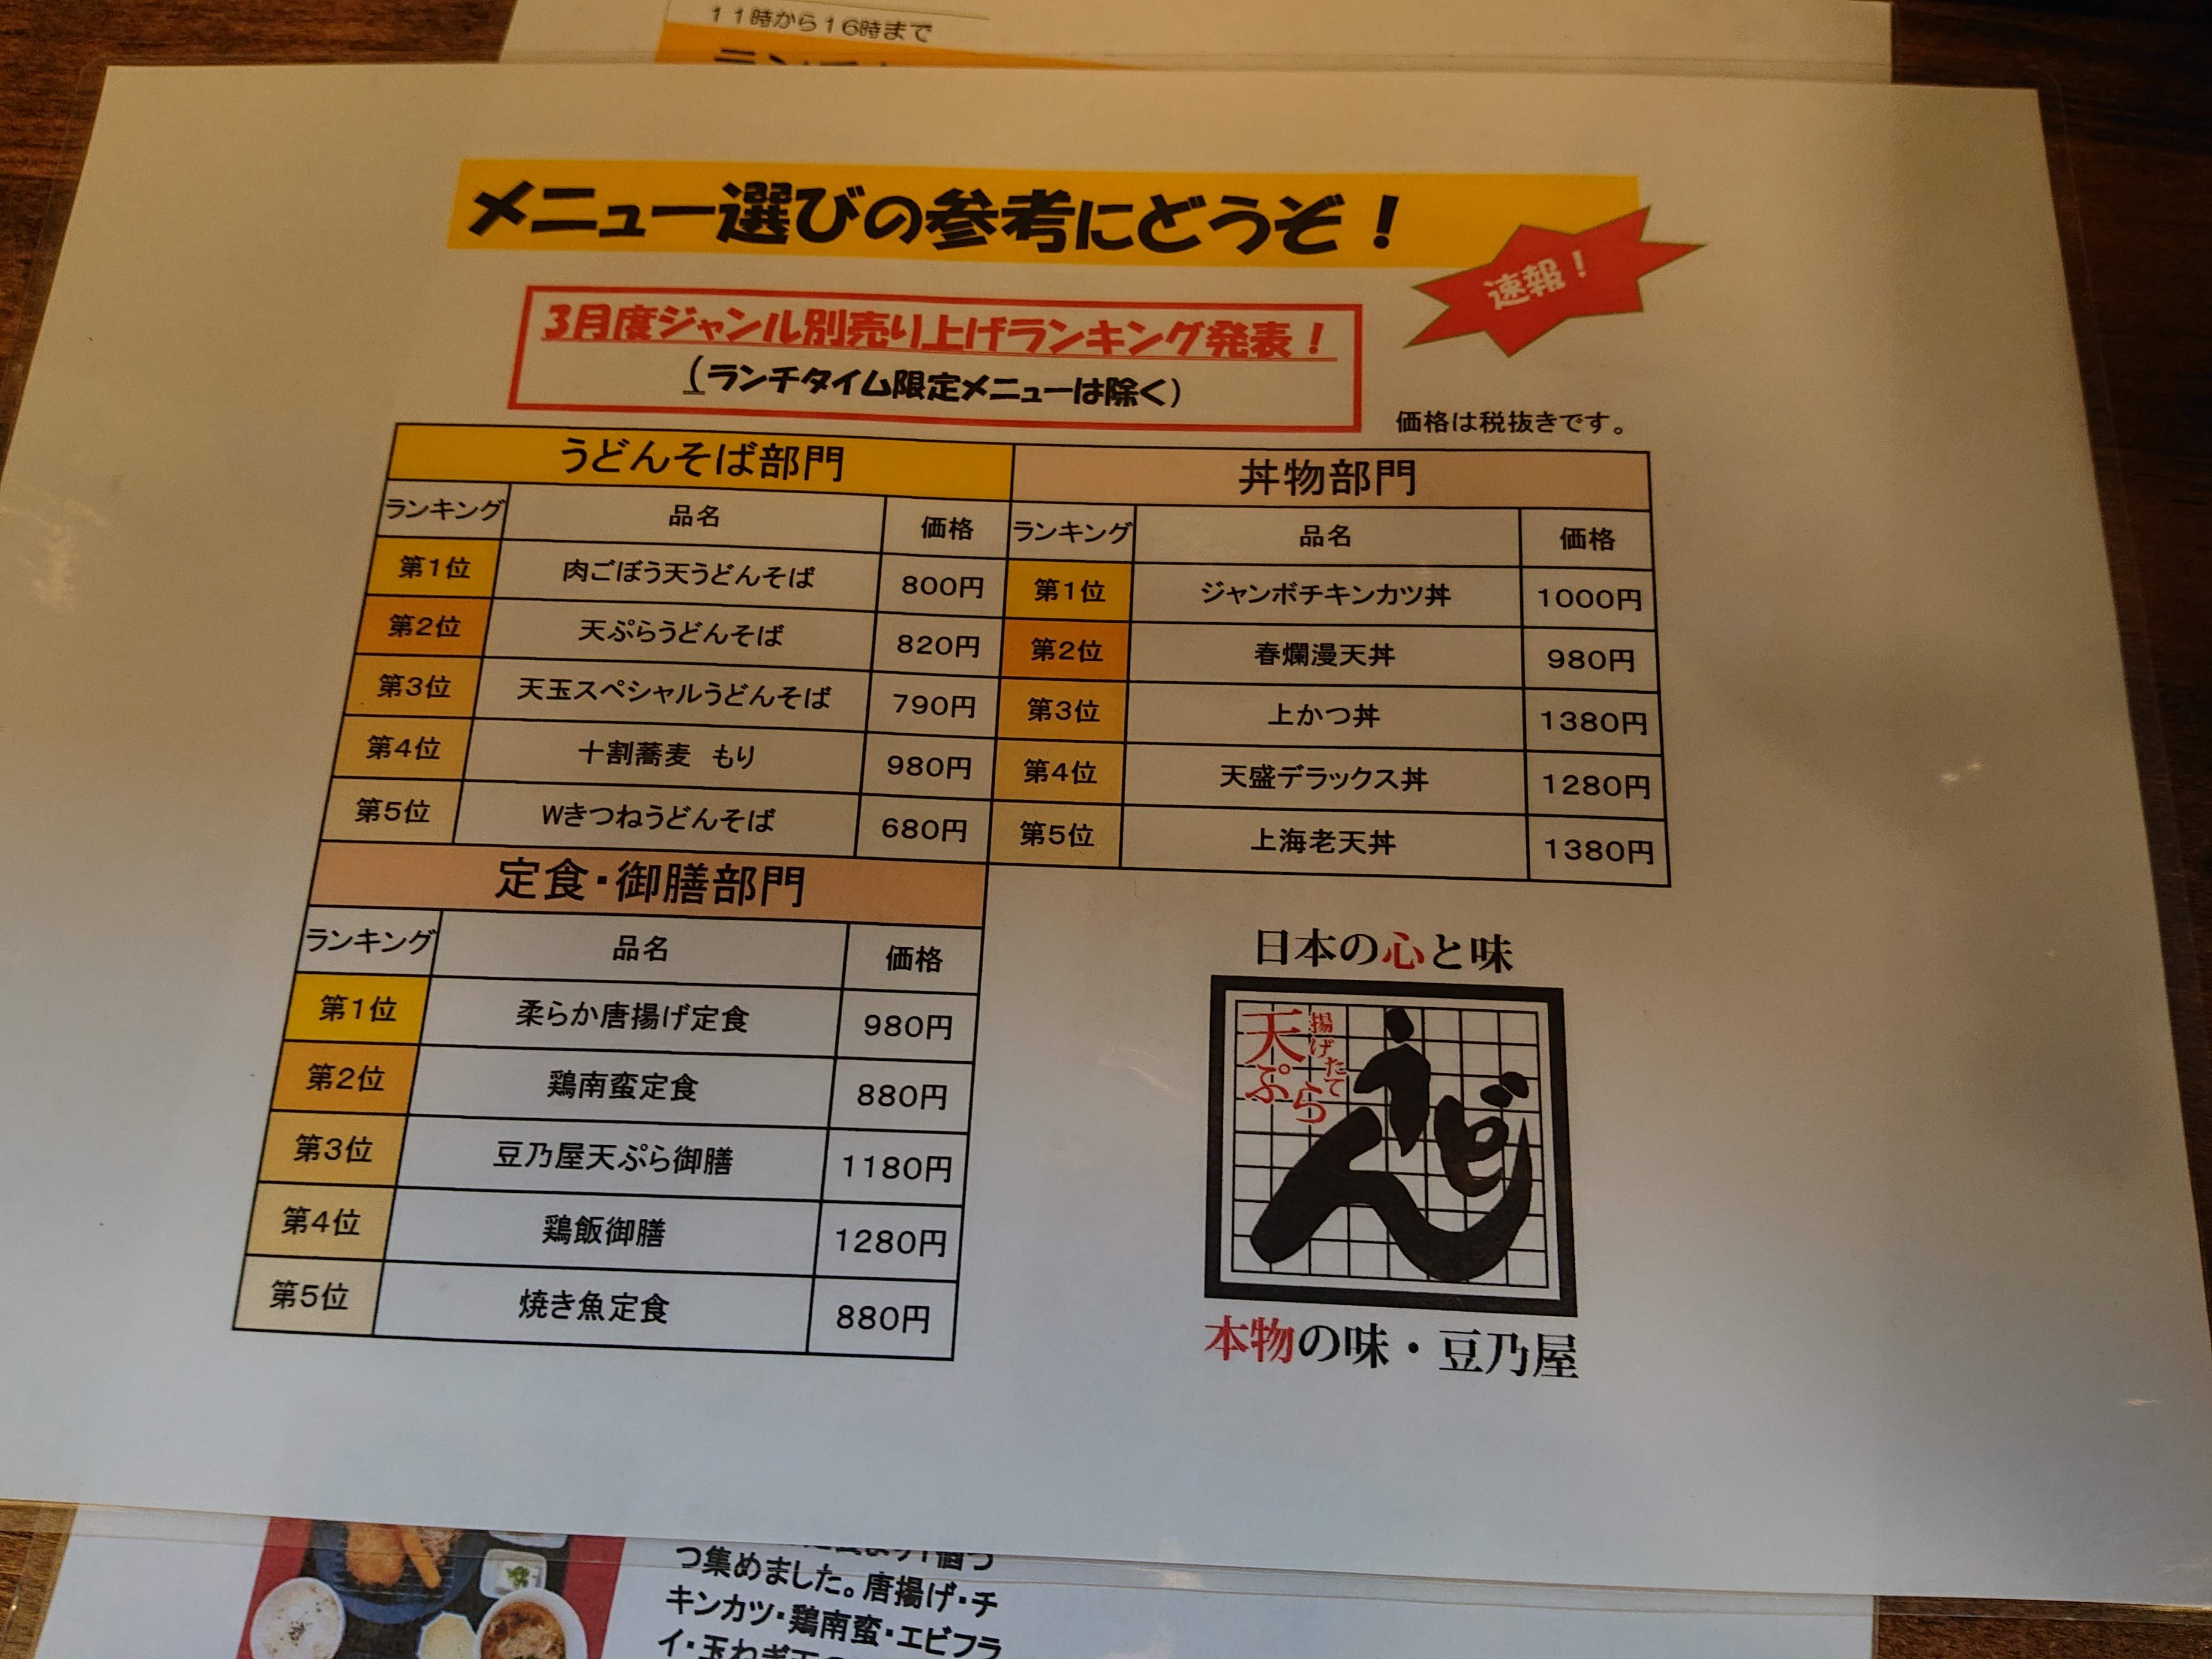 11時から16時まで
メニュー選びの参考にどうぞ！
速報！
3月度ジャンル別売り上げランキング発表！
(ランチタイム限定メニューは除く)
価格は税抜きです。
うどんそば部門
ランキング 品名 価格
第1位 肉ごぼう天うどんそば 800円
第2位 天ぷらうどんそば 820円
第3位 天玉スペシャルうどんそば 790円
第4位 十割蕎麦 もり 980円
第5位 Wきつねうどんそば 680円
丼物部門
ランキング 品名 価格
第1位 ジャンボチキンカツ丼 1000円
第2位 春爛漫天丼 980円
第3位 上かつ丼 1380円
第4位 天盛デラックス丼 1280円
第5位 上海老天丼 1380円
定食・御膳部門
ランキング 品名 価格
第1位 柔らか唐揚げ定食 980円
第2位 鶏南蛮定食 880円
第3位 豆乃屋天ぷら御膳 1180円
第4位 鶏飯御膳 1280円
第5位 焼き魚定食 880円
日本の心と味
揚げたて
天ぷら
うどん
本物の味・豆乃屋
つ集めました。唐揚げ・チ
キンカツ・鶏南蛮・エビフラ